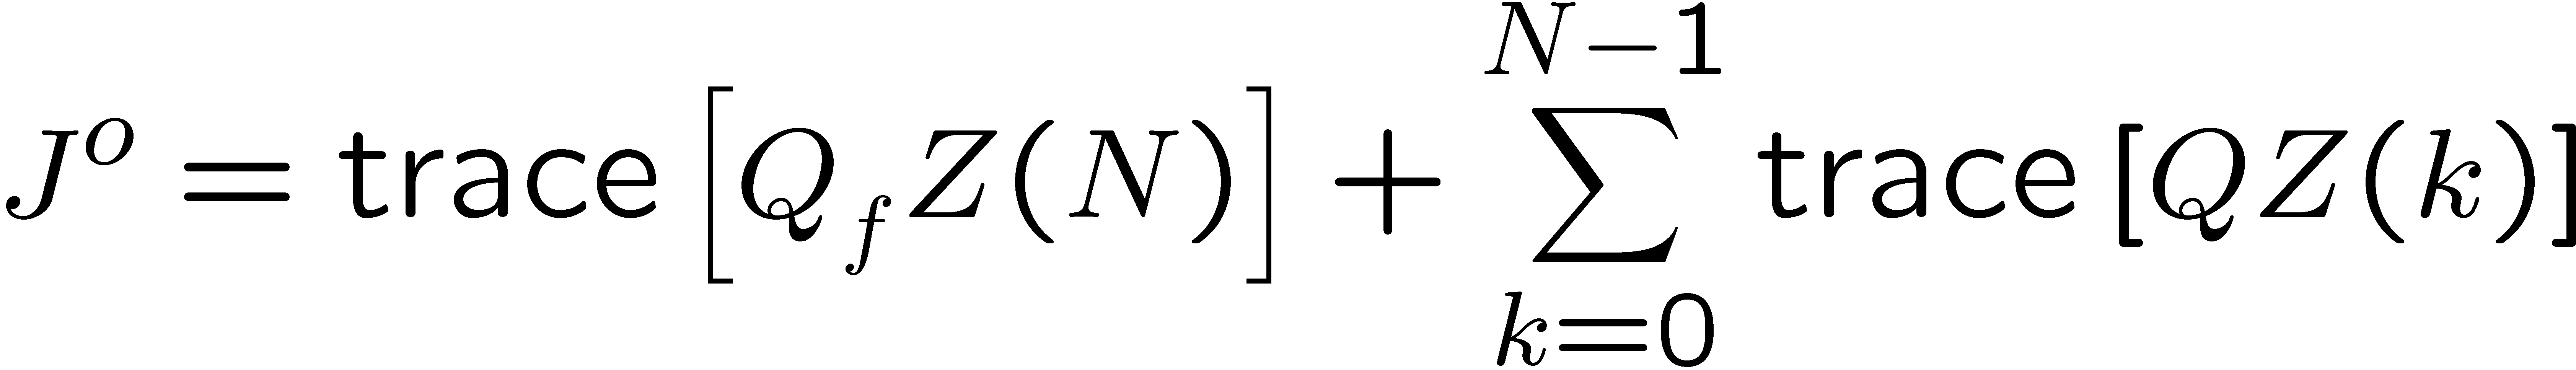 J^o = trace [Q_f Z(N)] + \sum_{k=0}^{N-1} trace [QZ(k)]